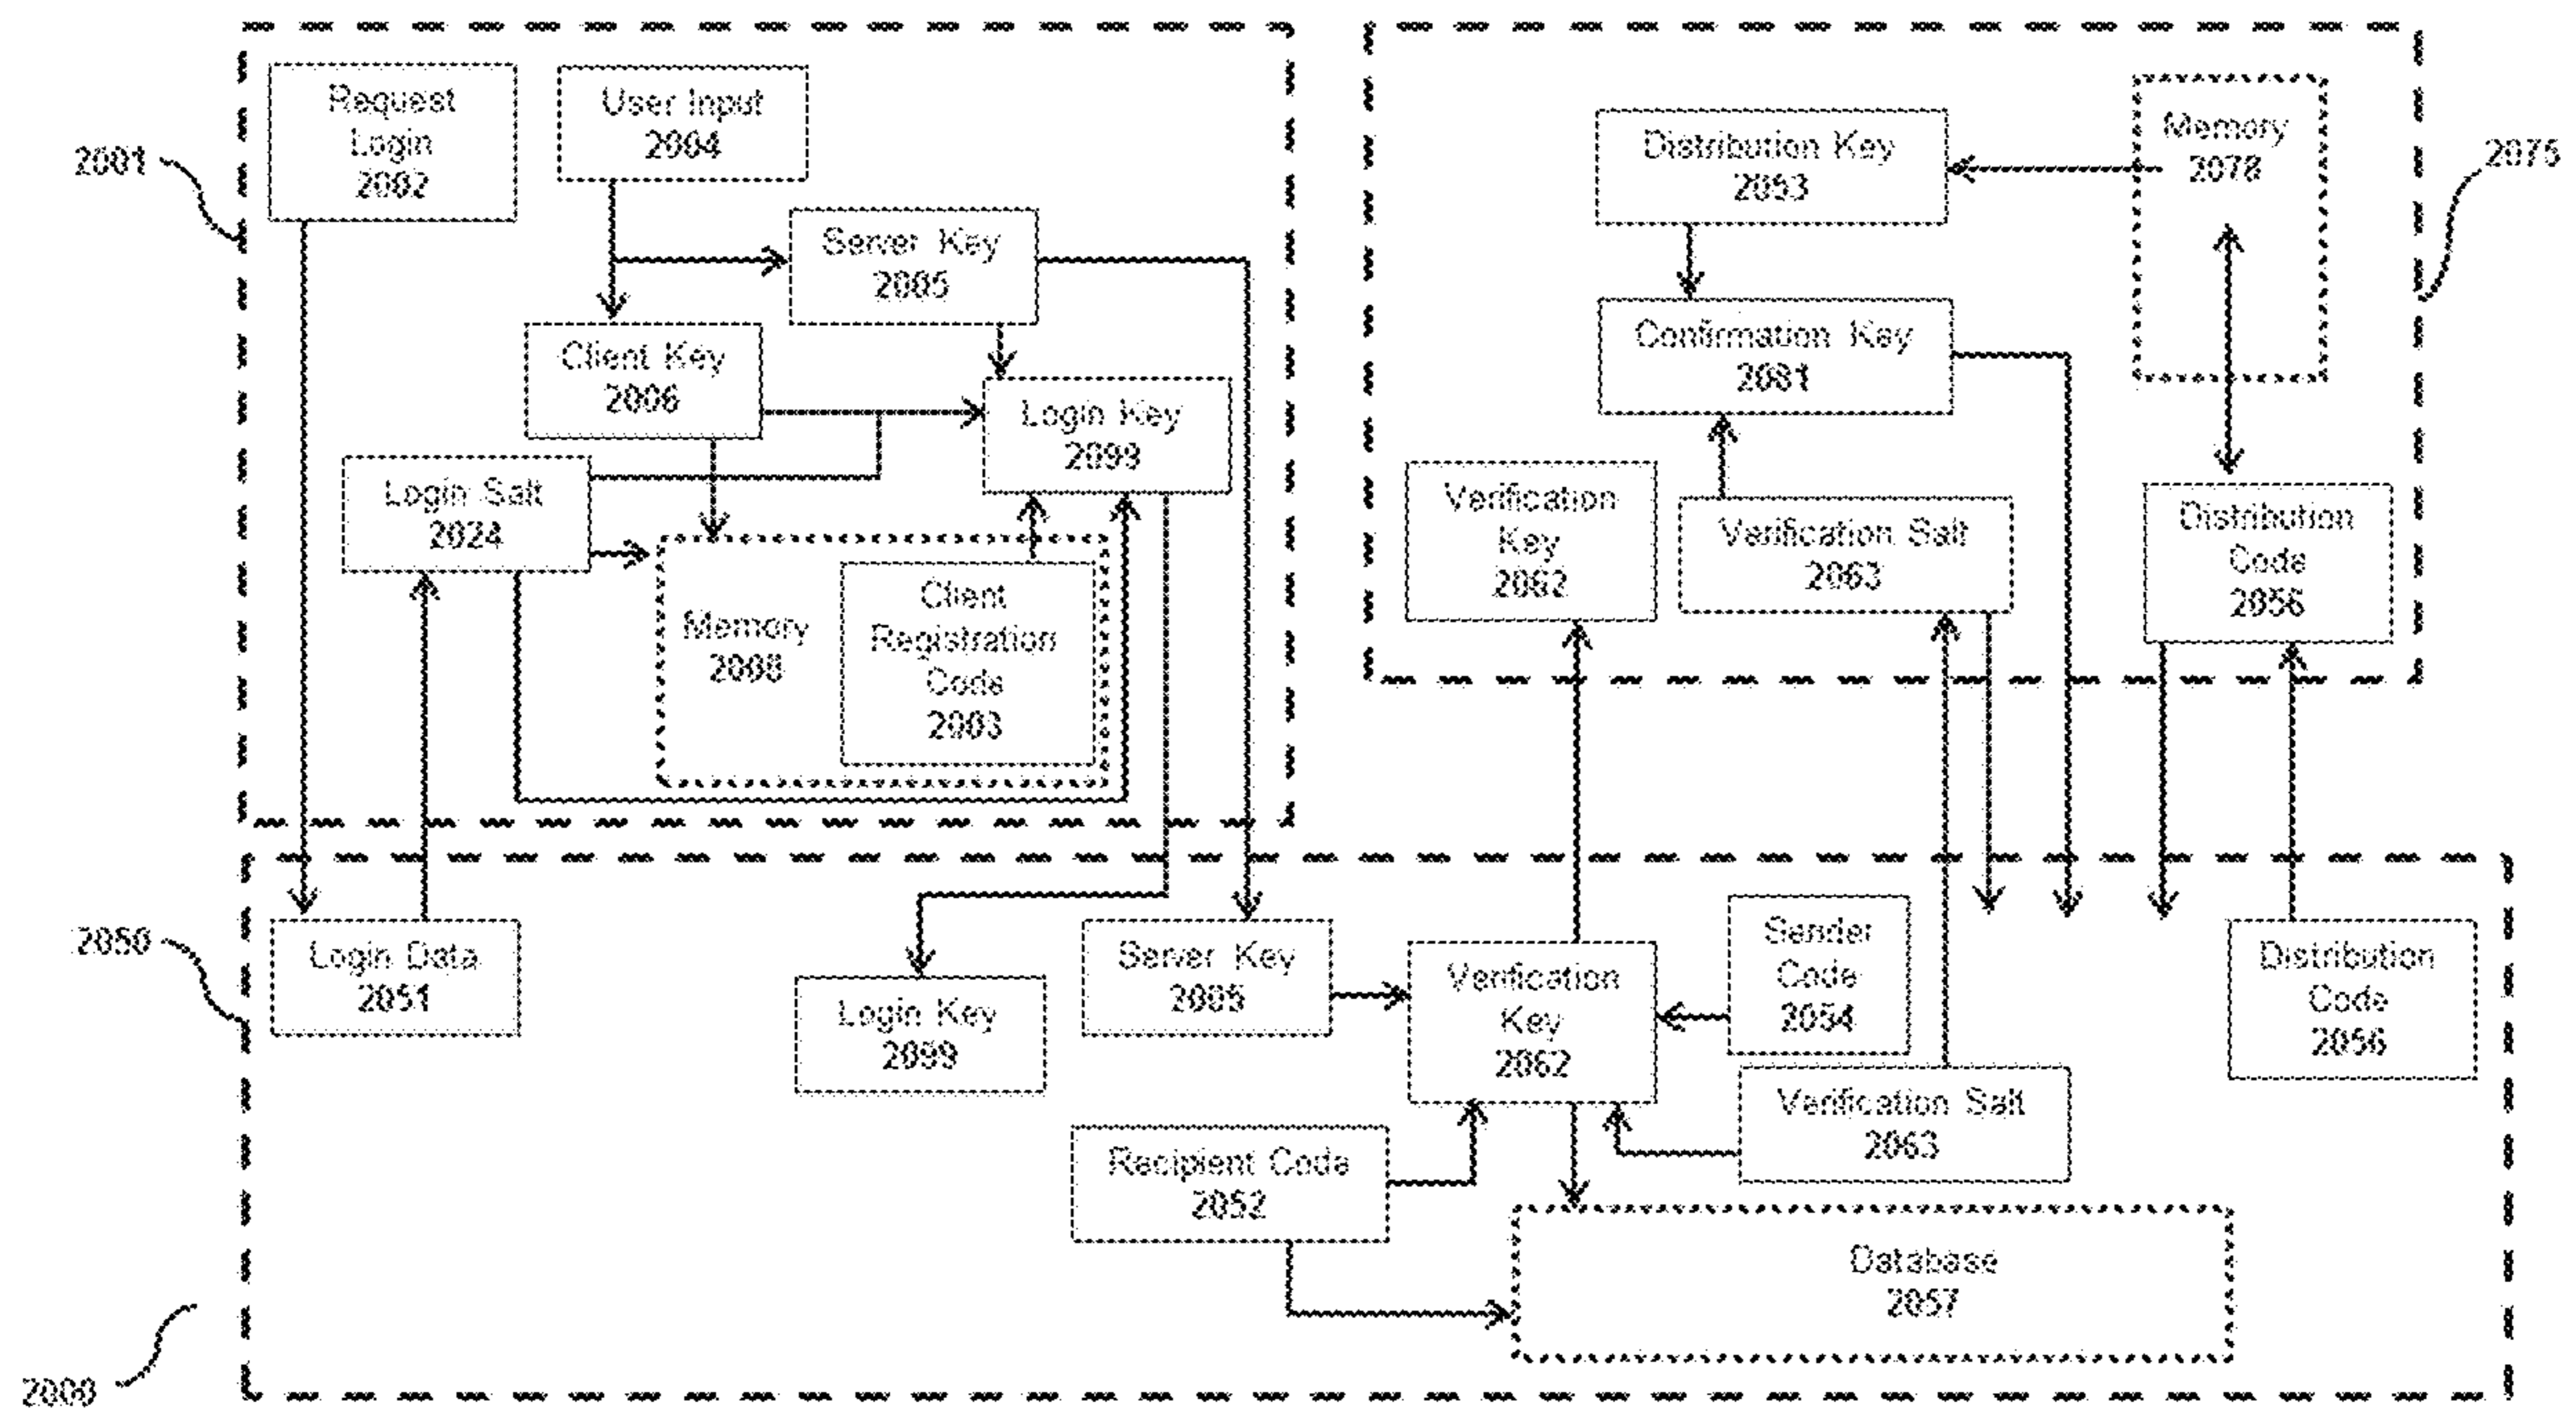 2001
Request
Login
2002
User Input
2004
Server Key
2005
Client Key
2006
Login Key
2099
Login Salt
2024
Memory
2008
Client
Registration
Code
2003
2075
Memory
2078
Distribution Key
2053
Confirmation Key
2081
Verification
Key
2062
Verification Salt
2063
Distribution
Code
2056
2050
Login Data
2051
Login Key
2099
Server Key
2005
Verification
Key
2062
Sender
Code
2054
Distribution
Code
2056
Verification Salt
2063
Recipient Code
2052
Database
2057
2000